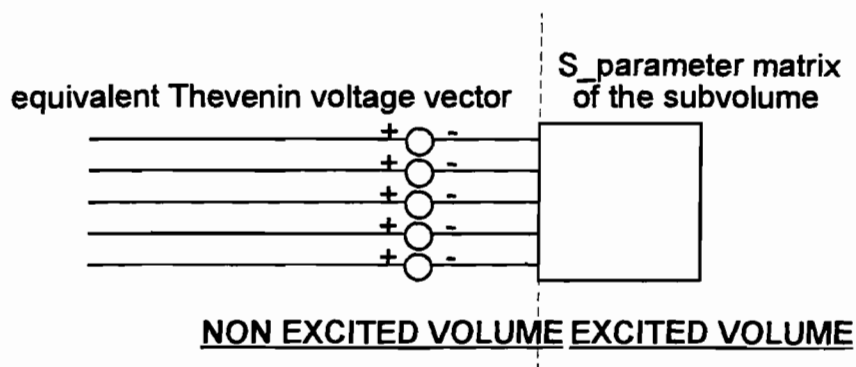 S_parameter matrix
equivalent Thevenin voltage vector of the subvolume
+ -
+ -
+ -
+ -
+ -
NON EXCITED VOLUME EXCITED VOLUME